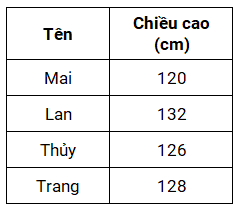 Tên Chiều cao
(cm)
Mai 120
Lan 132
Thủy 126
Trang 128